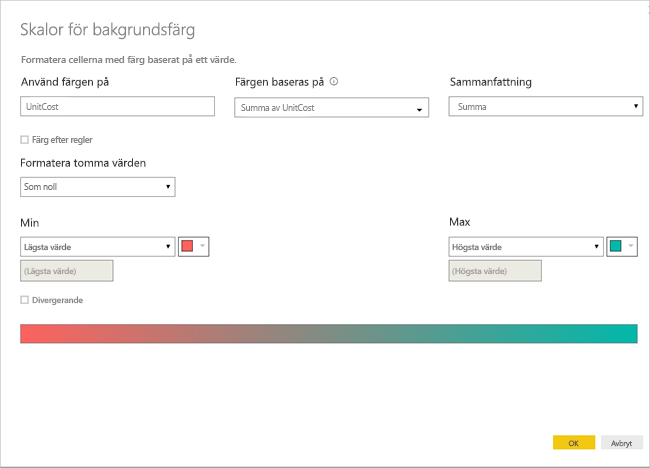 Skalor för bakgrundsfärg
Formatera cellerna med färg baserat på ett värde.
Använd färgen på
Färgen baseras på
Sammanfattning
UnitCost
Summa av UnitCost
Summa
Färg efter regler
Formatera tomma värden
Som noll
Min
Max
Lägsta värde
Högsta värde
(Lägsta värde)
(Högsta värde)
Divergerande
OK
Avbryt